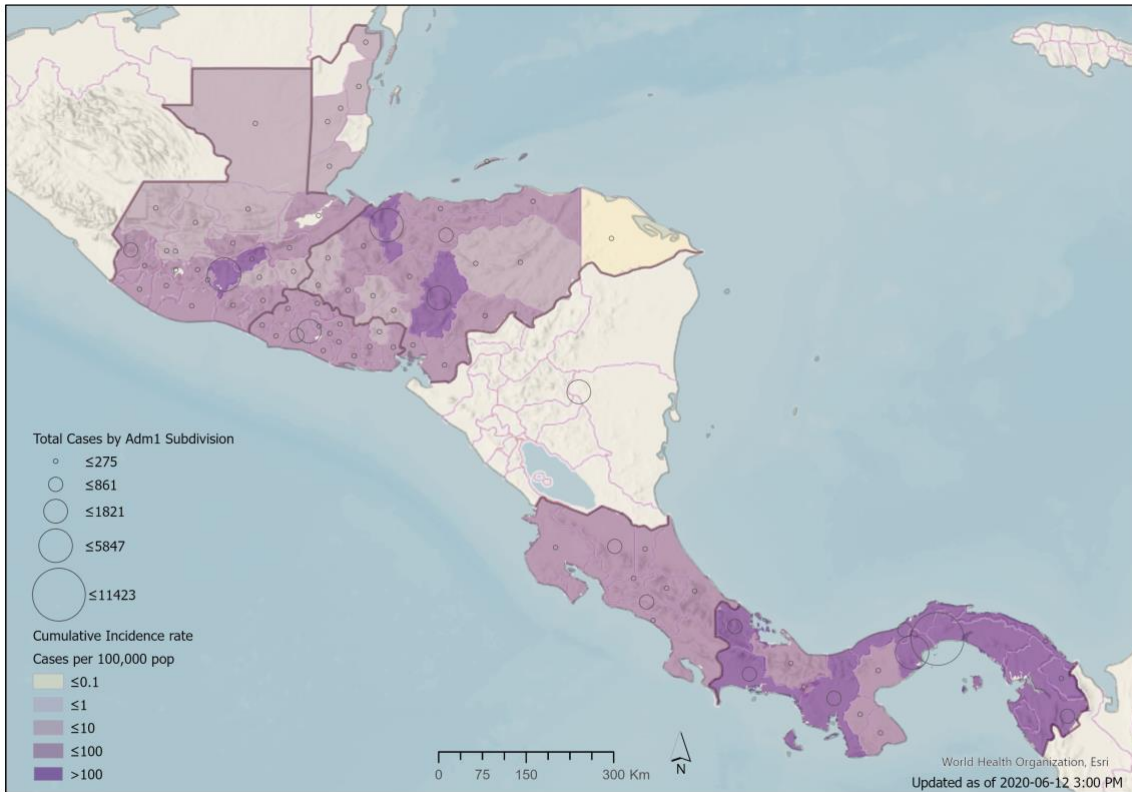 Total Cases by Adm1 Subdivision
≤275
≤861
≤1821
≤5847
≤11423
Cumulative Incidence rate
Cases per 100,000 pop
≤0.1
≤1
≤10
≤100
>100
0 75 150 300 Km
N
World Health Organization, Esri
Updated as of 2020-06-12 3:00 PM